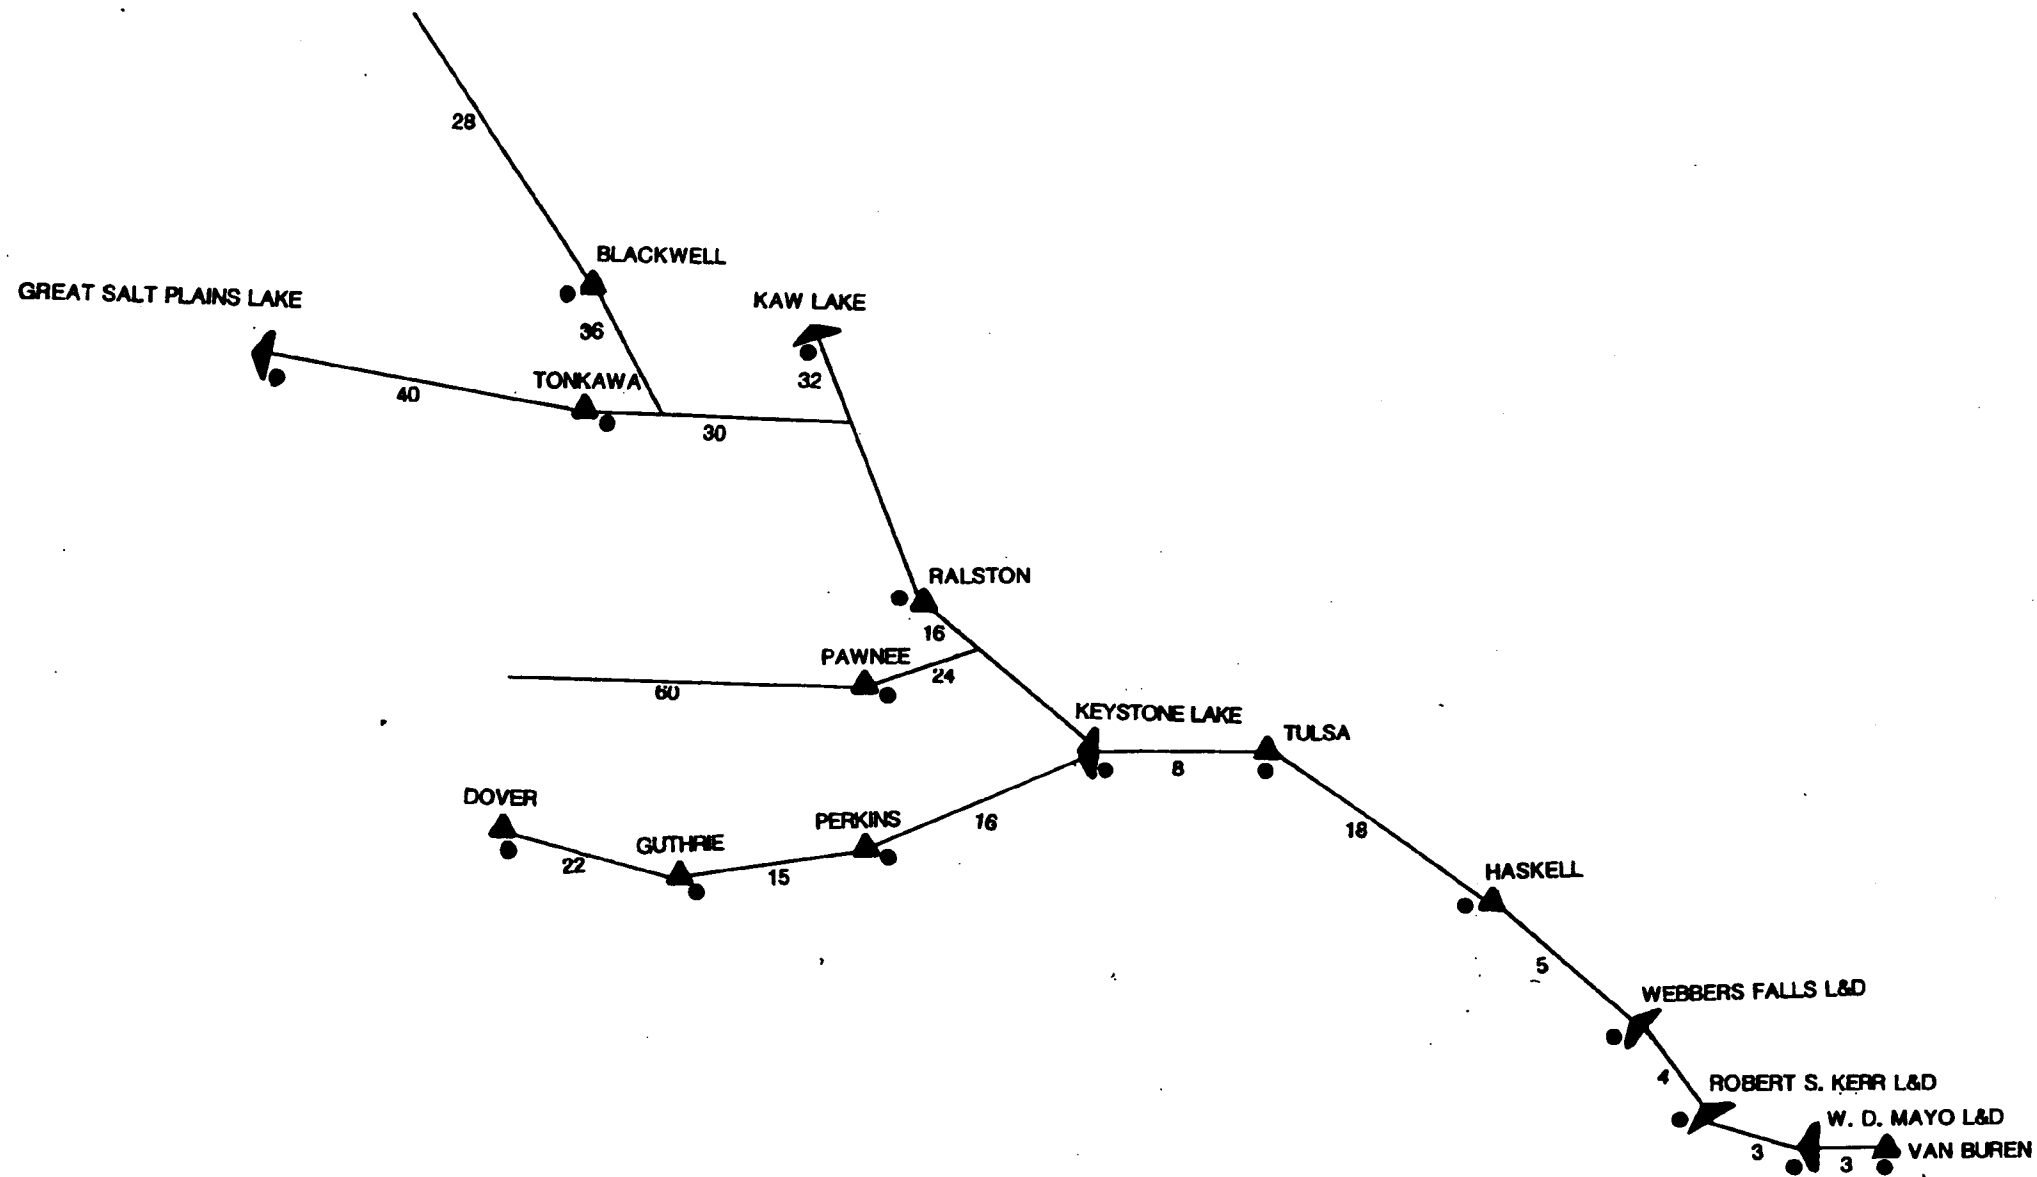 28
BLACKWELL
GREAT SALT PLAINS LAKE
KAW LAKE
36
32
TONKAWA
40
30
RALSTON
16
PAWNEE
24
60
KEYSTONE LAKE
TULSA
8
DOVER
PERKINS
16
18
GUTHRIE
22
15
HASKELL
5
WEBBERS FALLS L&D
4
ROBERT S. KERR L&D
W. D. MAYO L&D
3
3
VAN BUREN